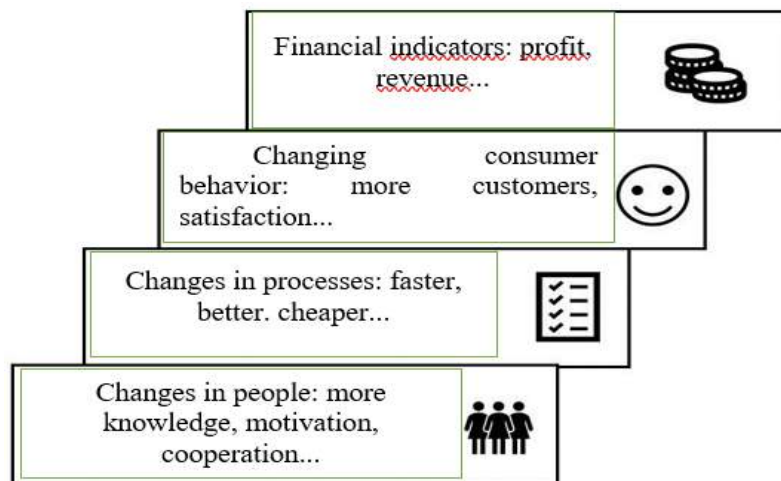 Financial indicators: profit,
revenue...
Changing consumer
behavior: more customers,
satisfaction...
Changes in processes: faster,
better. cheaper...
Changes in people: more
knowledge, motivation,
cooperation...